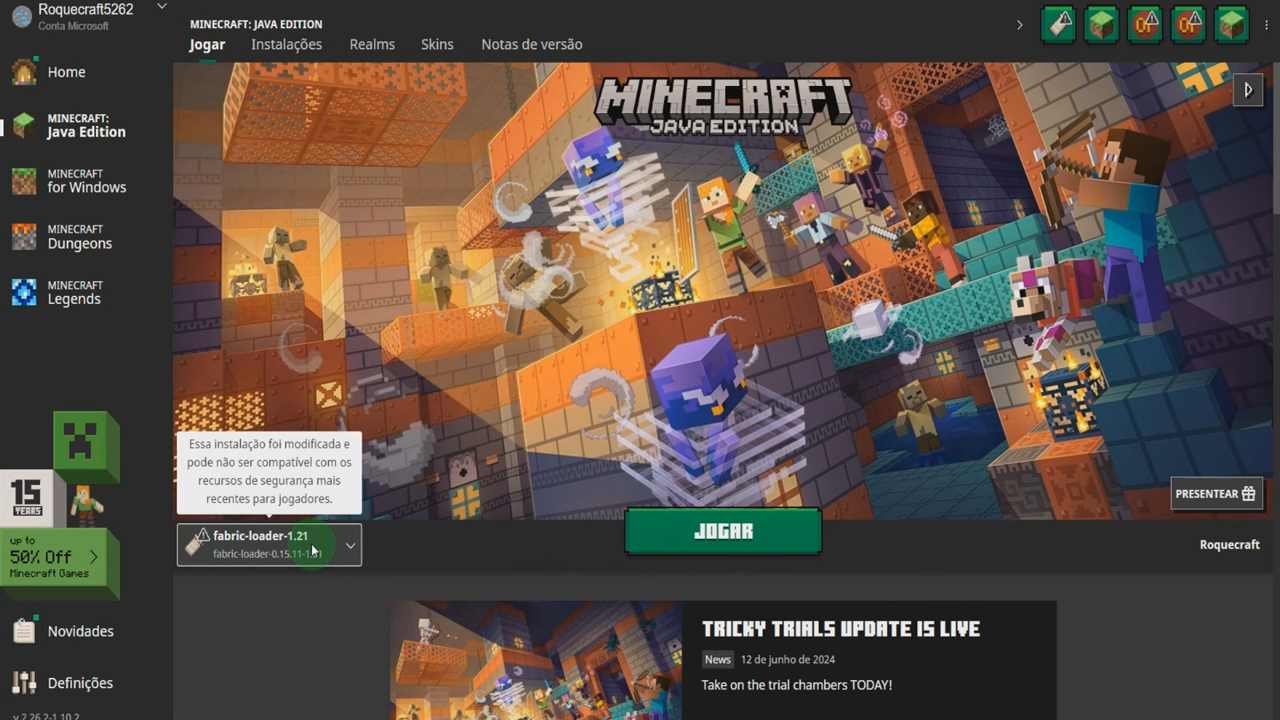 Roquecraft5262
Conta Microsoft
Home
MINECRAFT:
Java Edition
MINECRAFT
for Windows
MINECRAFT
Dungeons
MINECRAFT
Legends
15
YEARS
up to
50% Off
Minecraft Games
Novidades
Definições
MINECRAFT: JAVA EDITION
Jogar
Instalações
Realms
Skins
Notas de versão
MINECRAFT
JAVA EDITION
Essa instalação foi modificada e
pode não ser compatível com os
recursos de segurança mais
recentes para jogadores.
PRESENTEAR
fabric-loader-1.21
JOGAR
Roquecraft
TRICKY TRIALS UPDATE IS LIVE
News
12 de junho de 2024
Take on the trial chambers TODAY!